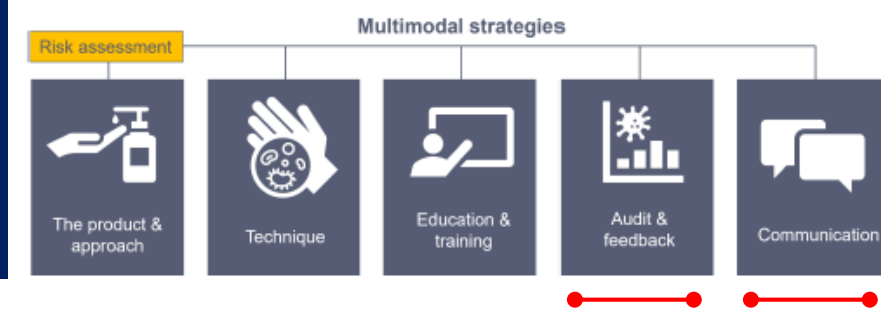 Multimodal strategies
Risk assessment
The product &
approach
Technique
Education &
training
Audit &
feedback
Communication